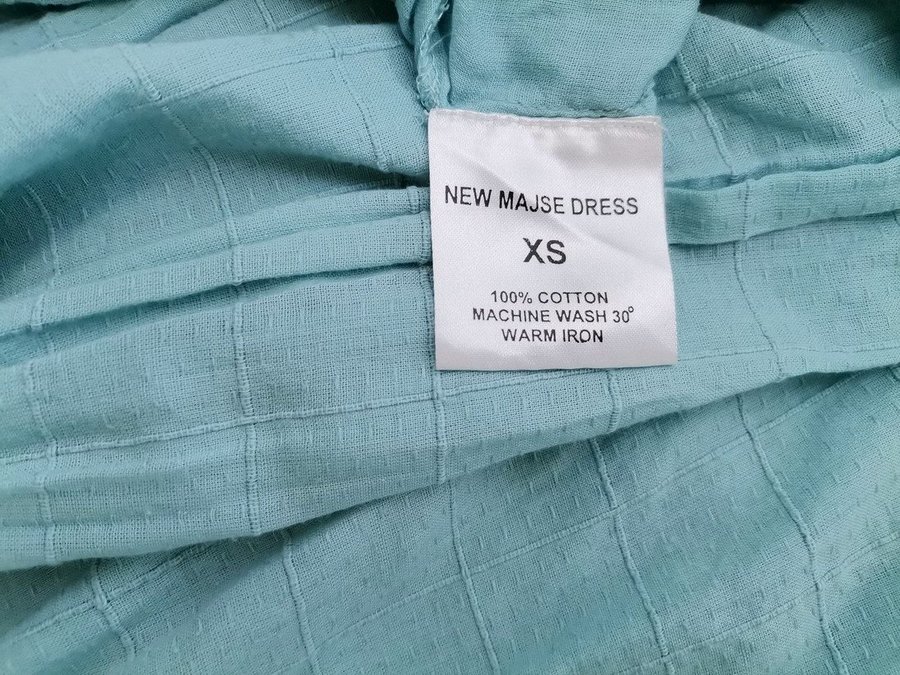 NEW MAJSE DRESS
XS
100% COTTON
MACHINE WASH 30°
WARM IRON